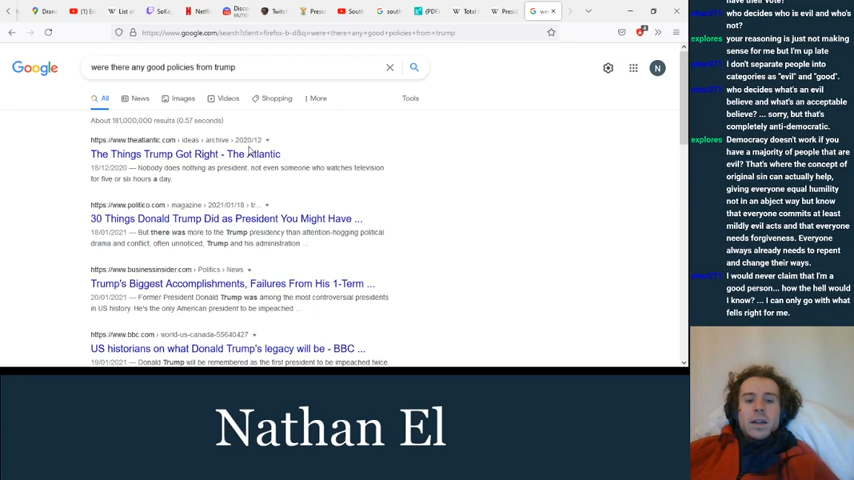 Netfl
Twit
Presic
South
south
(PDF)
Total I
Presi
https://www.google.com/search?client=firefox-b-d&q=were+there+any+good+policies+from+trump
Google
were there any good policies from trump
N
All
News
Images
Videos
Shopping
More
Tools
About 181,000,000 results (0.57 seconds)
https://www.theatlantic.com › ideas › archive › 2020/12
The Things Trump Got Right - The Atlantic
18/12/2020 — Nobody does nothing as president, not even someone who watches television
for five or six hours a day.
https://www.politico.com › magazine › 2021/01/18 › tr...
30 Things Donald Trump Did as President You Might Have ...
18/01/2021 — But there was more to the Trump presidency than attention-hogging political
drama and conflict; often unnoticed, Trump and his administration ...
https://www.businessinsider.com › Politics › News
Trump's Biggest Accomplishments, Failures From His 1-Term ...
20/01/2021 — Former President Donald Trump was among the most controversial presidents
in US history. He's the only American president to be impeached ...
https://www.bbc.com › world-us-canada-55640427
US historians on what Donald Trump's legacy will be - BBC ...
19/01/2021 — Donald Trump will be remembered as the first president to be impeached twice
Nathan El
have their vote?
who decides who is evil and who's
not?
explores
your reasoning is just not making
sense for me but I'm up late
I don't separate people into
categories as "evil" and "good".
who decides what's an evil
believe and what's an acceptable
believe? ... sorry, but that's
completely anti-democratic.
explores
Democracy doesn't work if you
have a majority of people that are
evil? That's where the concept of
original sin can actually help,
giving everyone equal humility
not in an abject way but know
that everyone commits at least
mildly evil acts and that everyone
needs forgiveness. Everyone
always already needs to repent
and change their ways.
I would never claim that I'm a
good person... how the hell would
I know? ... I can only go with what
fells right for me.